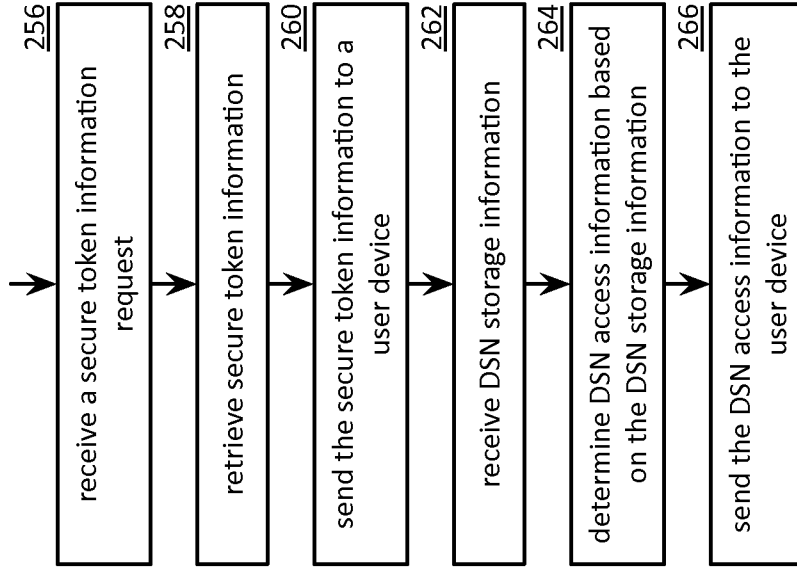 256
receive a secure token information
request
258
retrieve secure token information
260
send the secure token information to a
user device
262
receive DSN storage information
264
determine DSN access information based
on the DSN storage information
266
send the DSN access information to the
user device